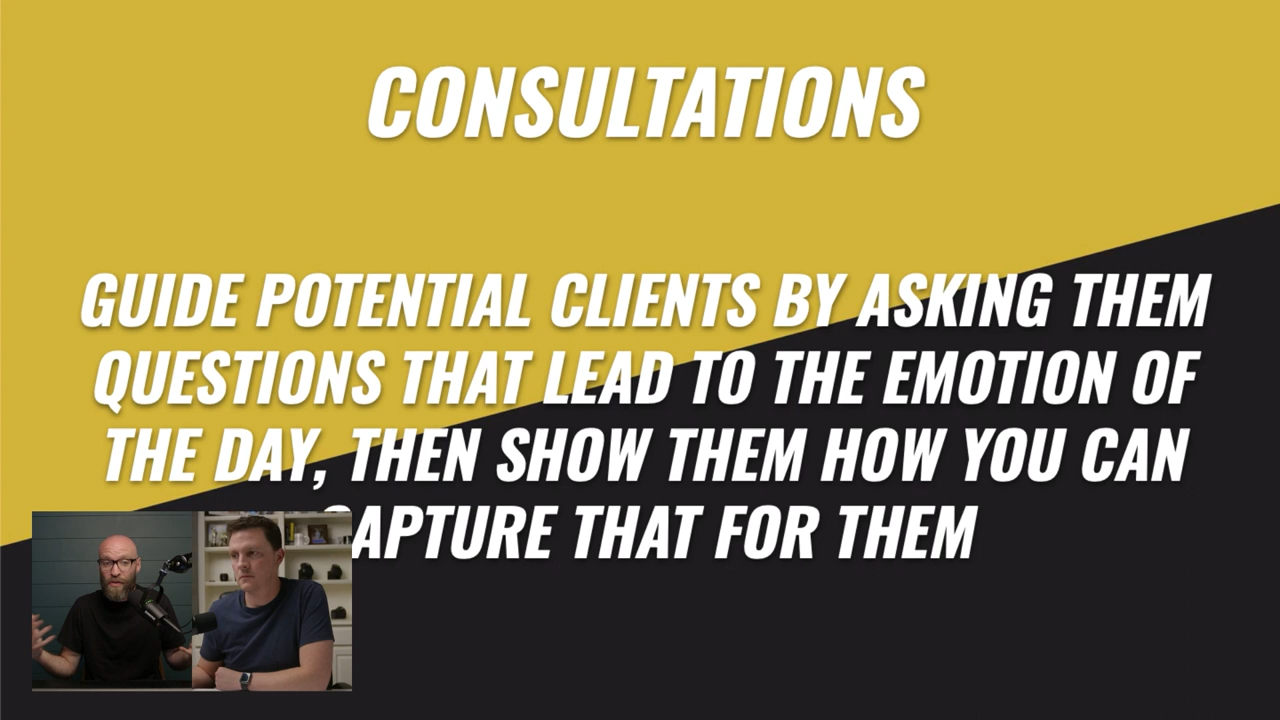 CONSULTATIONS
GUIDE POTENTIAL CLIENTS BY ASKING THEM
QUESTIONS THAT LEAD TO THE EMOTION OF
THE DAY, THEN SHOW THEM HOW YOU CAN
CAPTURE THAT FOR THEM